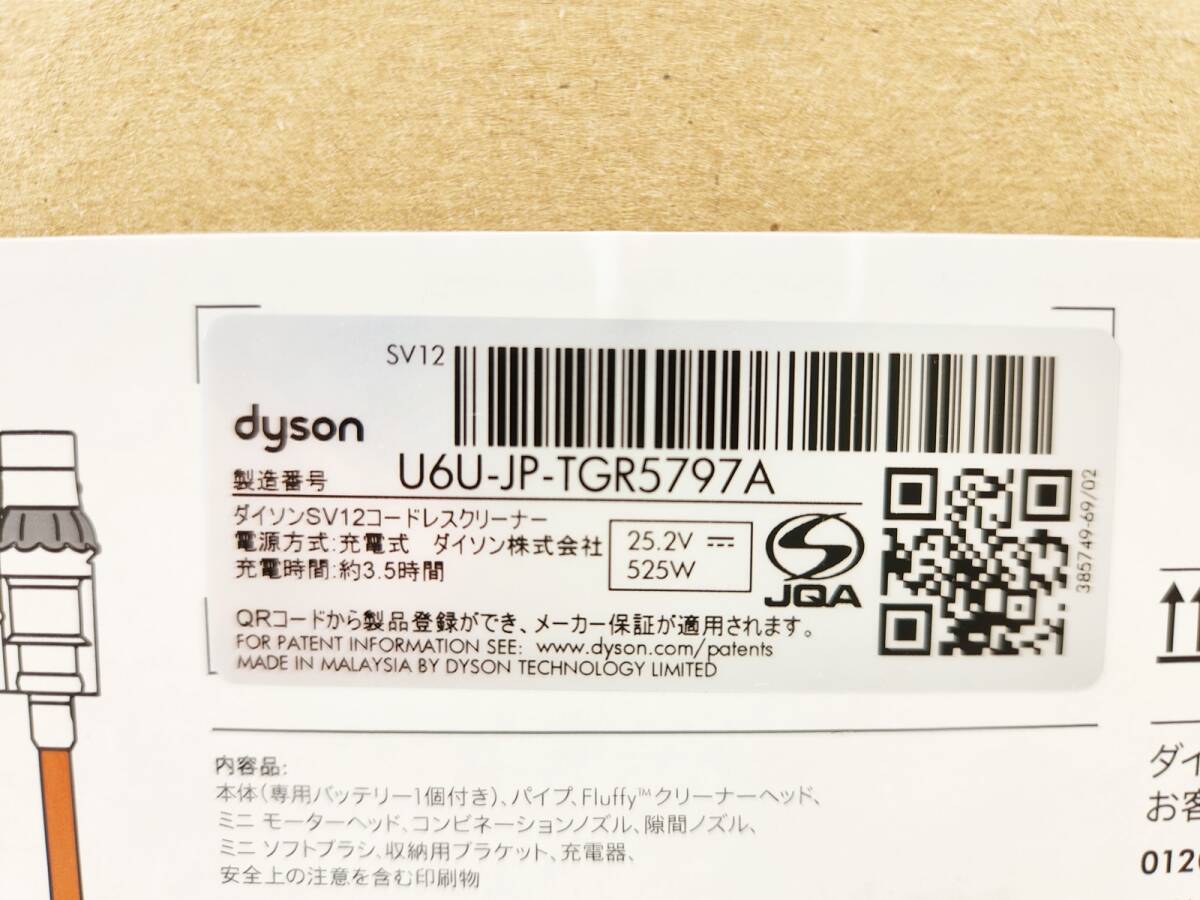 SV12
dyson
製造番号 U6U-JP-TGR5797A
ダイソンSV12コードレスクリーナー
電源方式:充電式 ダイソン株式会社
充電時間:約3.5時間
25.2V ⎓
525W
JQA
385749-69/02
QRコードから製品登録ができ、メーカー保証が適用されます。
FOR PATENT INFORMATION SEE: www.dyson.com/patents
MADE IN MALAYSIA BY DYSON TECHNOLOGY LIMITED
内容品:
本体(専用バッテリー1個付き)、パイプ、Fluffy™クリーナーヘッド、
ミニ モーターヘッド、コンビネーションノズル、隙間ノズル、
ミニ ソフトブラシ、収納用ブラケット、充電器、
安全上の注意を含む印刷物
ダイ
お客
012